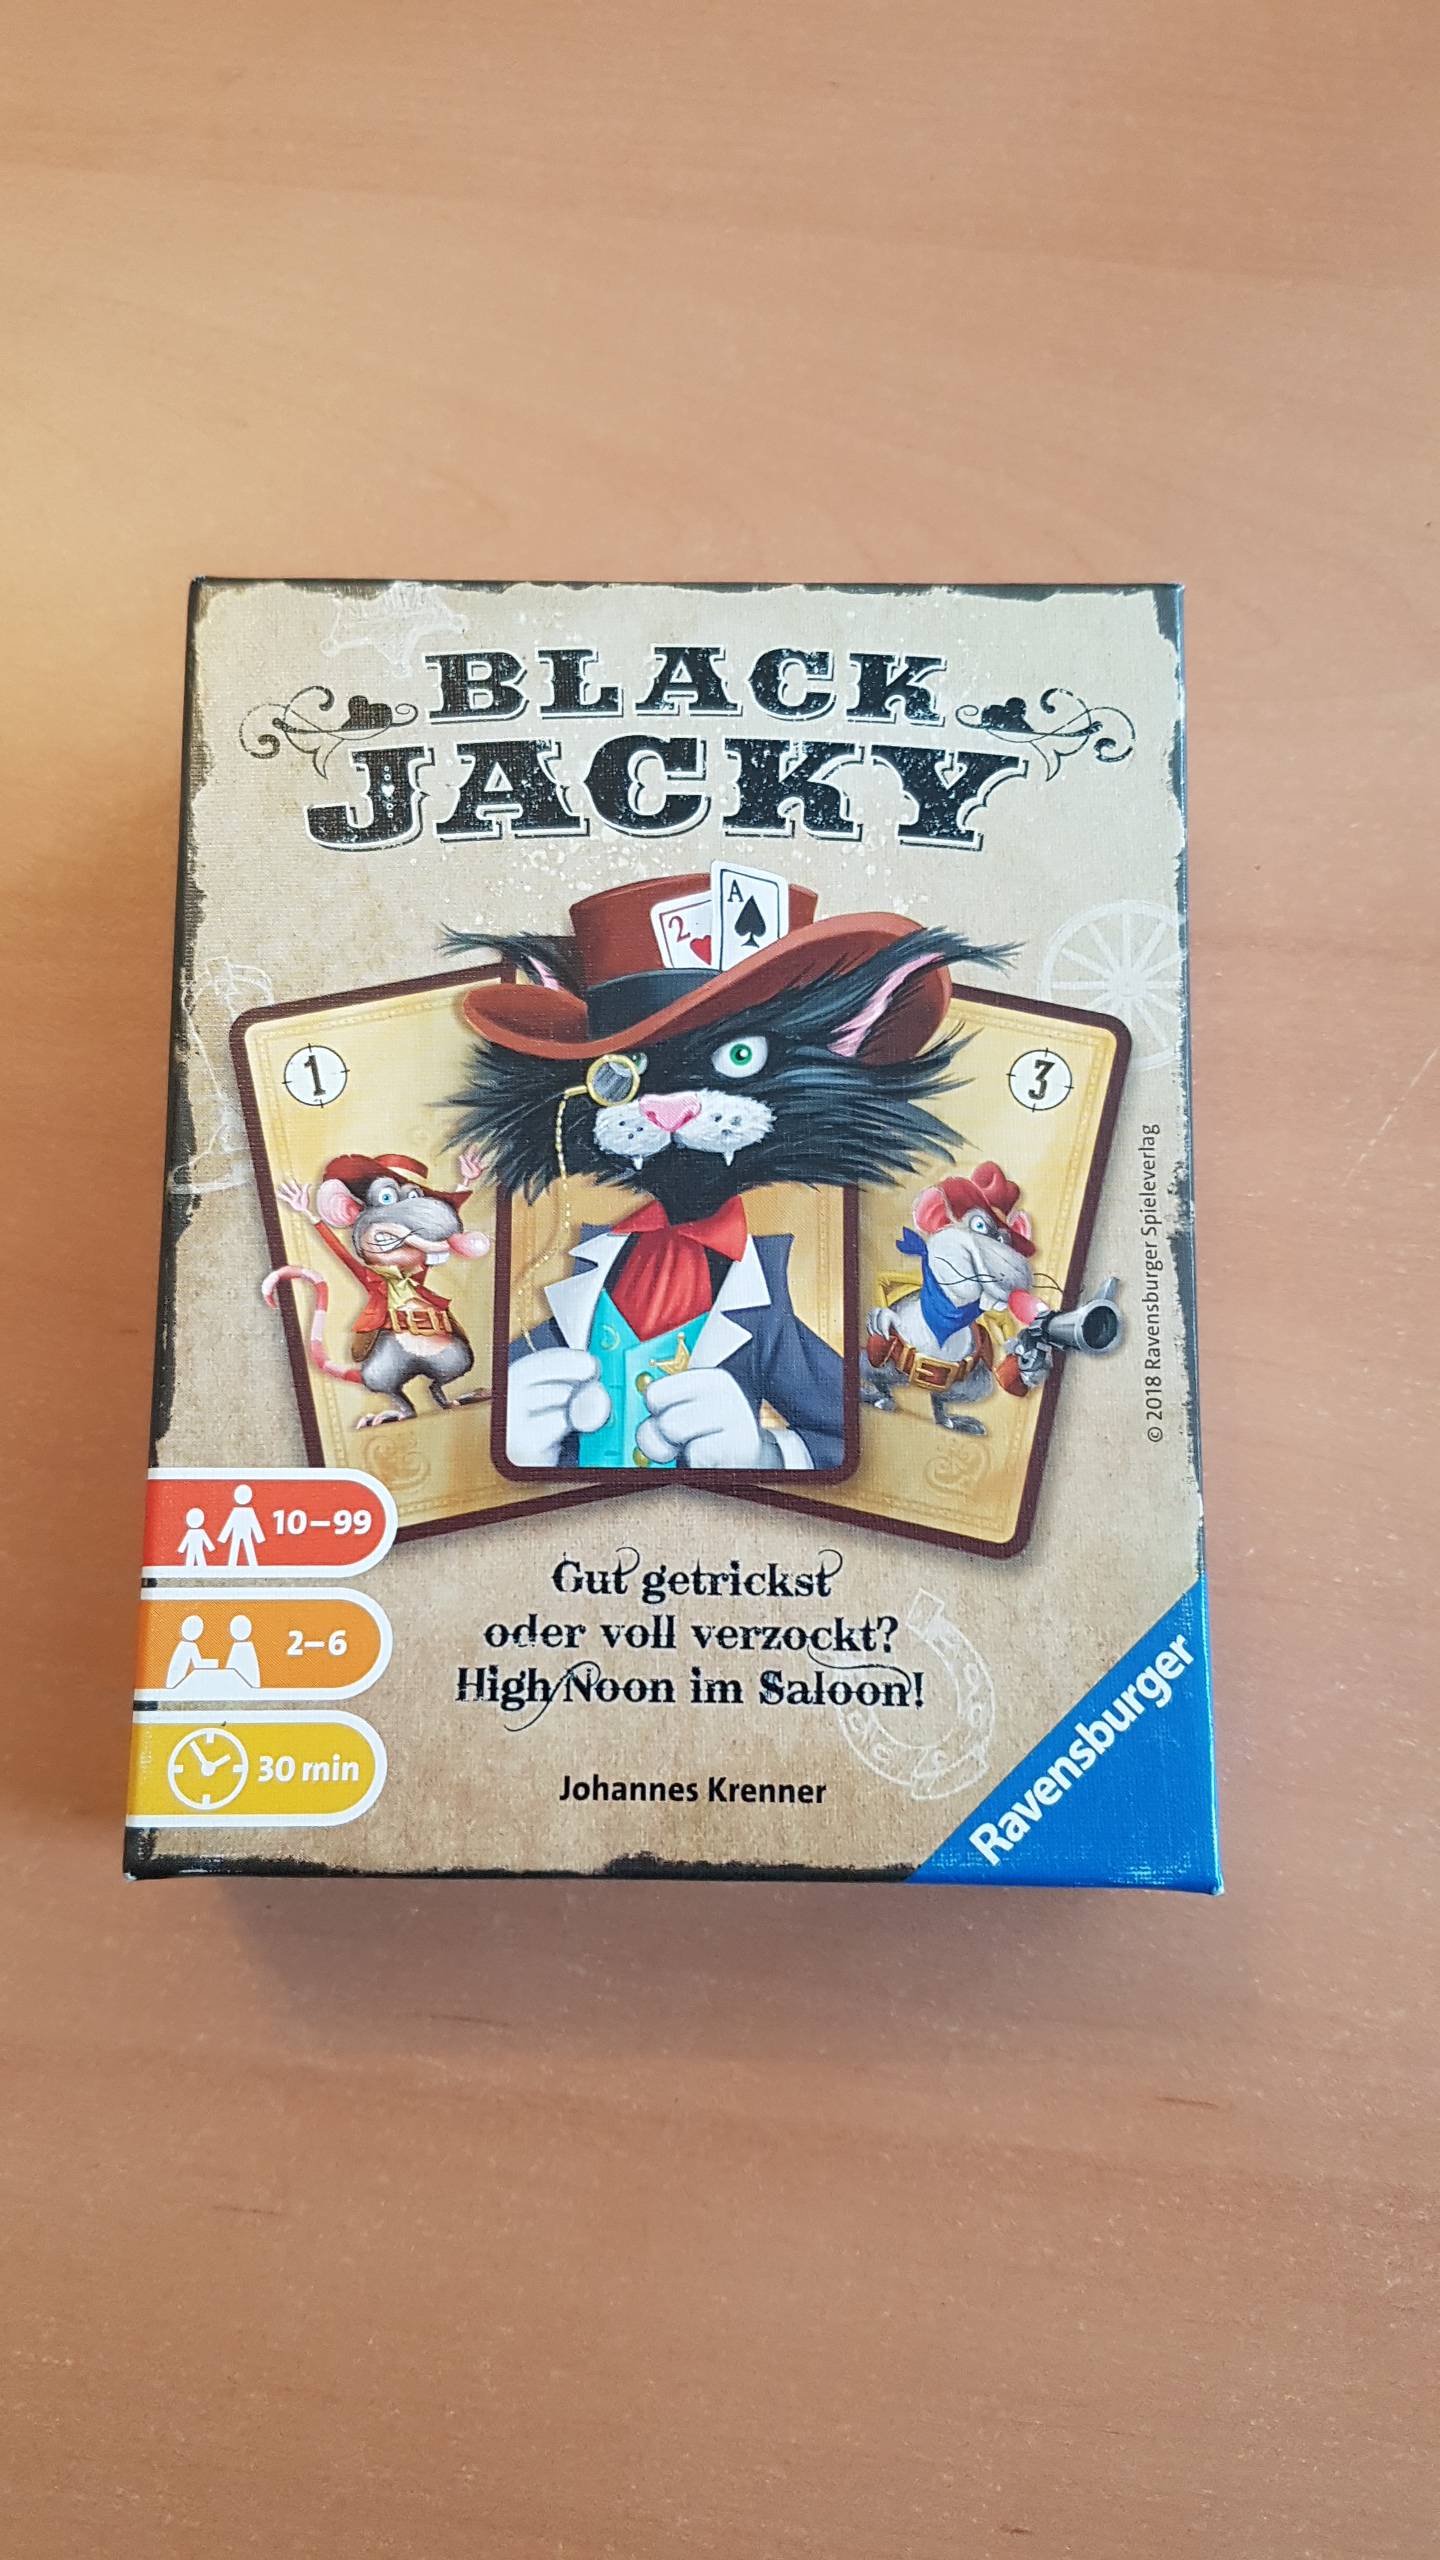 BLACK
JACKY
2
A
1
3
© 2018 Ravensburger Spieleverlag
10–99
2–6
30 min
Gut getrickst
oder voll verzockt?
High Noon im Saloon!
Johannes Krenner
Ravensburger